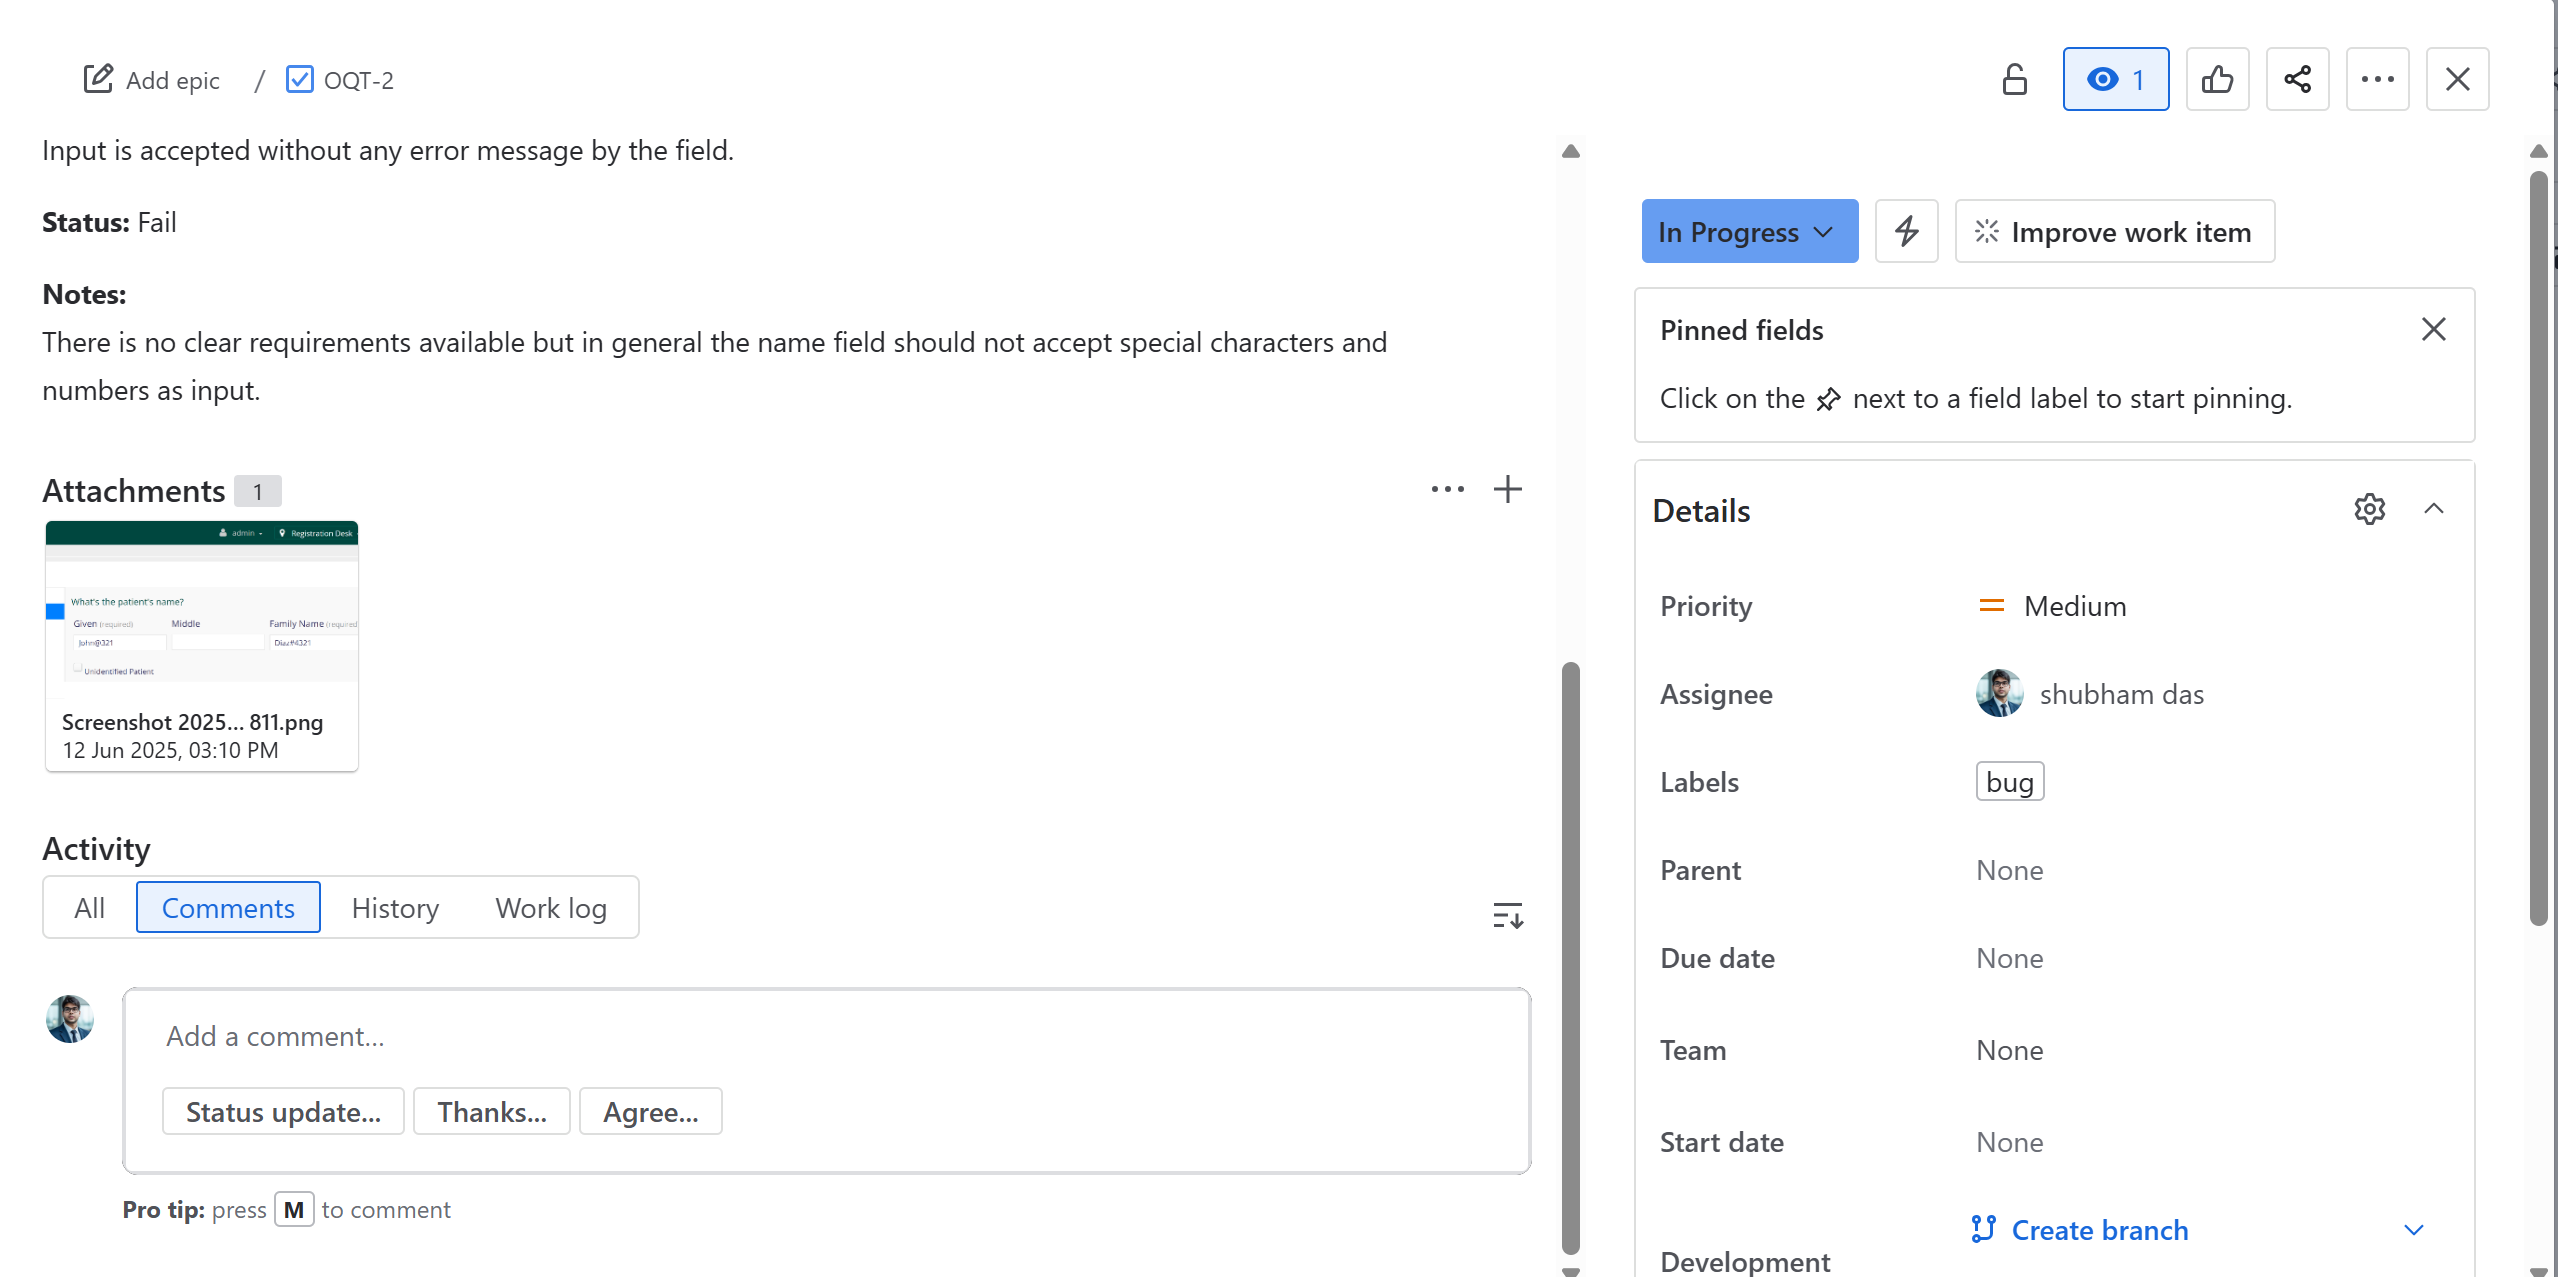 Add epic / OQT-2
1
Input is accepted without any error message by the field.
Status: Fail
Notes:
There is no clear requirements available but in general the name field should not accept special characters and
numbers as input.
Attachments 1
admin
Registration Desk
What's the patient's name?
Given (required) Middle Family Name (required
John@321 Diaz#4321
Unidentified Patient
Screenshot 2025... 811.png
12 Jun 2025, 03:10 PM
Activity
All Comments History Work log
Add a comment...
Status update... Thanks... Agree...
Pro tip: press M to comment
In Progress
Improve work item
Pinned fields
Click on the next to a field label to start pinning.
Details
Priority Medium
Assignee shubham das
Labels bug
Parent None
Due date None
Team None
Start date None
Create branch
Development